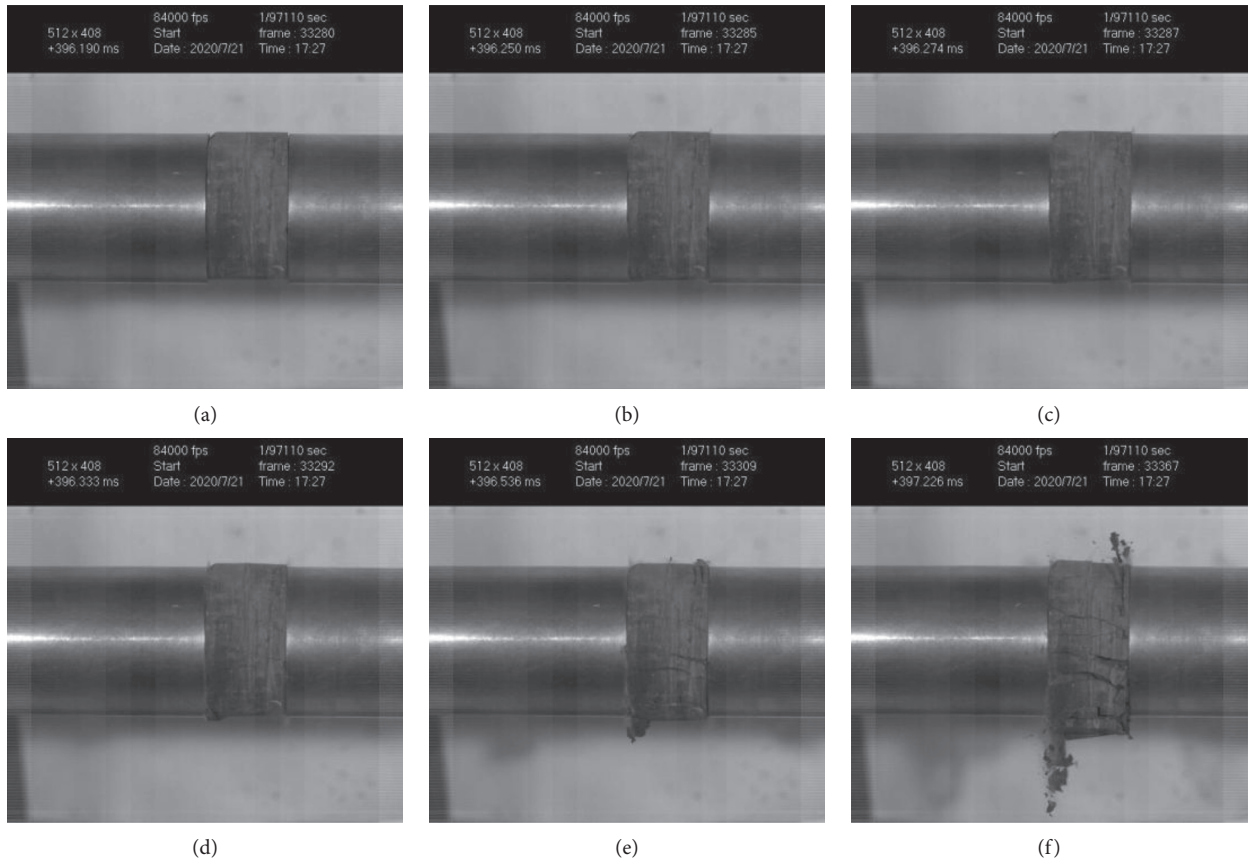 84000 fps 1/97110 sec
512 x 408 Start frame : 33280
+396.190 ms Date : 2020/7/21 Time : 17:27
(a)
84000 fps 1/97110 sec
512 x 408 Start frame : 33285
+396.250 ms Date : 2020/7/21 Time : 17:27
(b)
84000 fps 1/97110 sec
512 x 408 Start frame : 33287
+396.274 ms Date : 2020/7/21 Time : 17:27
(c)
84000 fps 1/97110 sec
512 x 408 Start frame : 33292
+396.333 ms Date : 2020/7/21 Time : 17:27
(d)
84000 fps 1/97110 sec
512 x 408 Start frame : 33309
+396.536 ms Date : 2020/7/21 Time : 17:27
(e)
84000 fps 1/97110 sec
512 x 408 Start frame : 33367
+397.226 ms Date : 2020/7/21 Time : 17:27
(f)